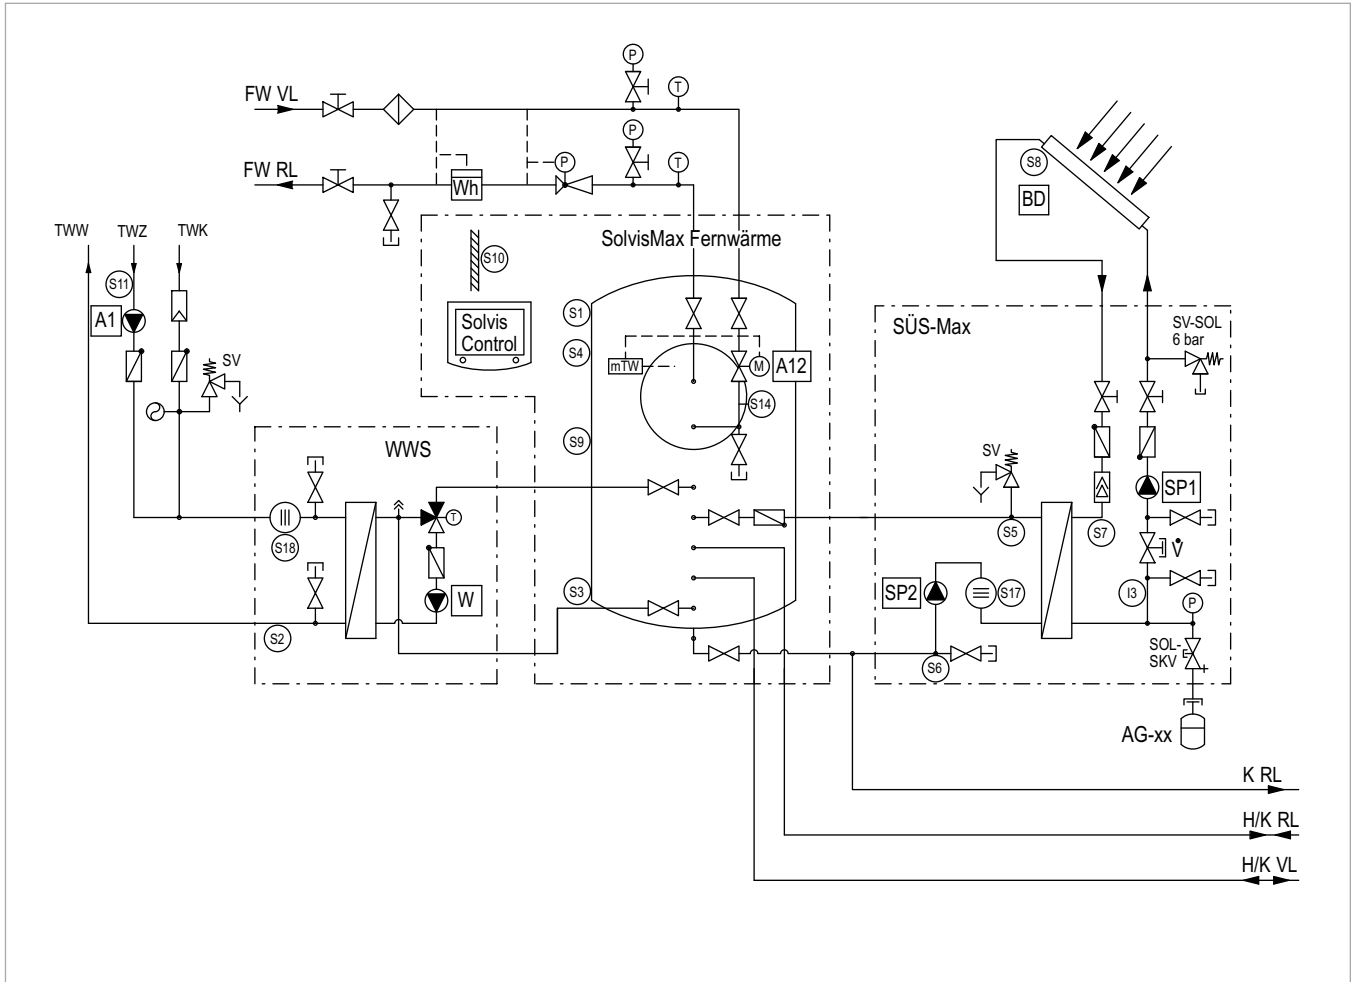 P
FW VL
T
P
FW RL
P
T
Wh
S8
BD
TWW
TWZ
TWK
SolvisMax Fernwärme
S10
S11
A1
S1
Solvis
Control
SÜS-Max
SV-SOL
6 bar
SV
S4
mTW
M
A12
S14
WWS
S9
SV
SP1
T
S18
S5
S7
V̇
W
S3
SP2
S17
I3
P
S2
S6
SOL-
SKV
AG-xx
K RL
H/K RL
H/K VL